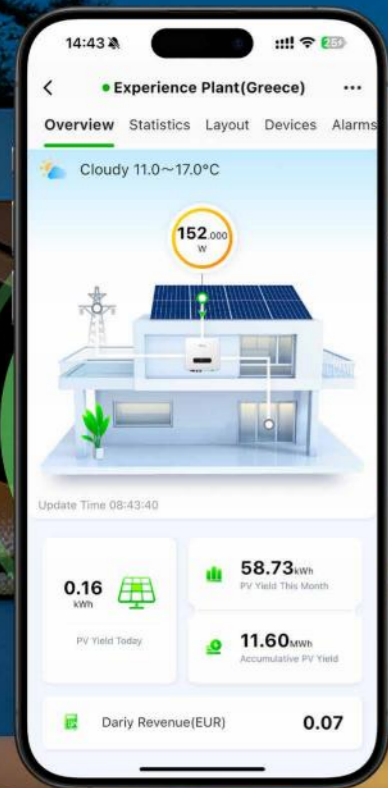 14:43
25
Experience Plant(Greece)
Overview Statistics Layout Devices Alarms
Cloudy 11.0～17.0°C
152.000
W
Update Time 08:43:40
0.16
kWh
PV Yield Today
58.73kWh
PV Yield This Month
11.60MWh
Accumulative PV Yield
Dariy Revenue(EUR) 0.07